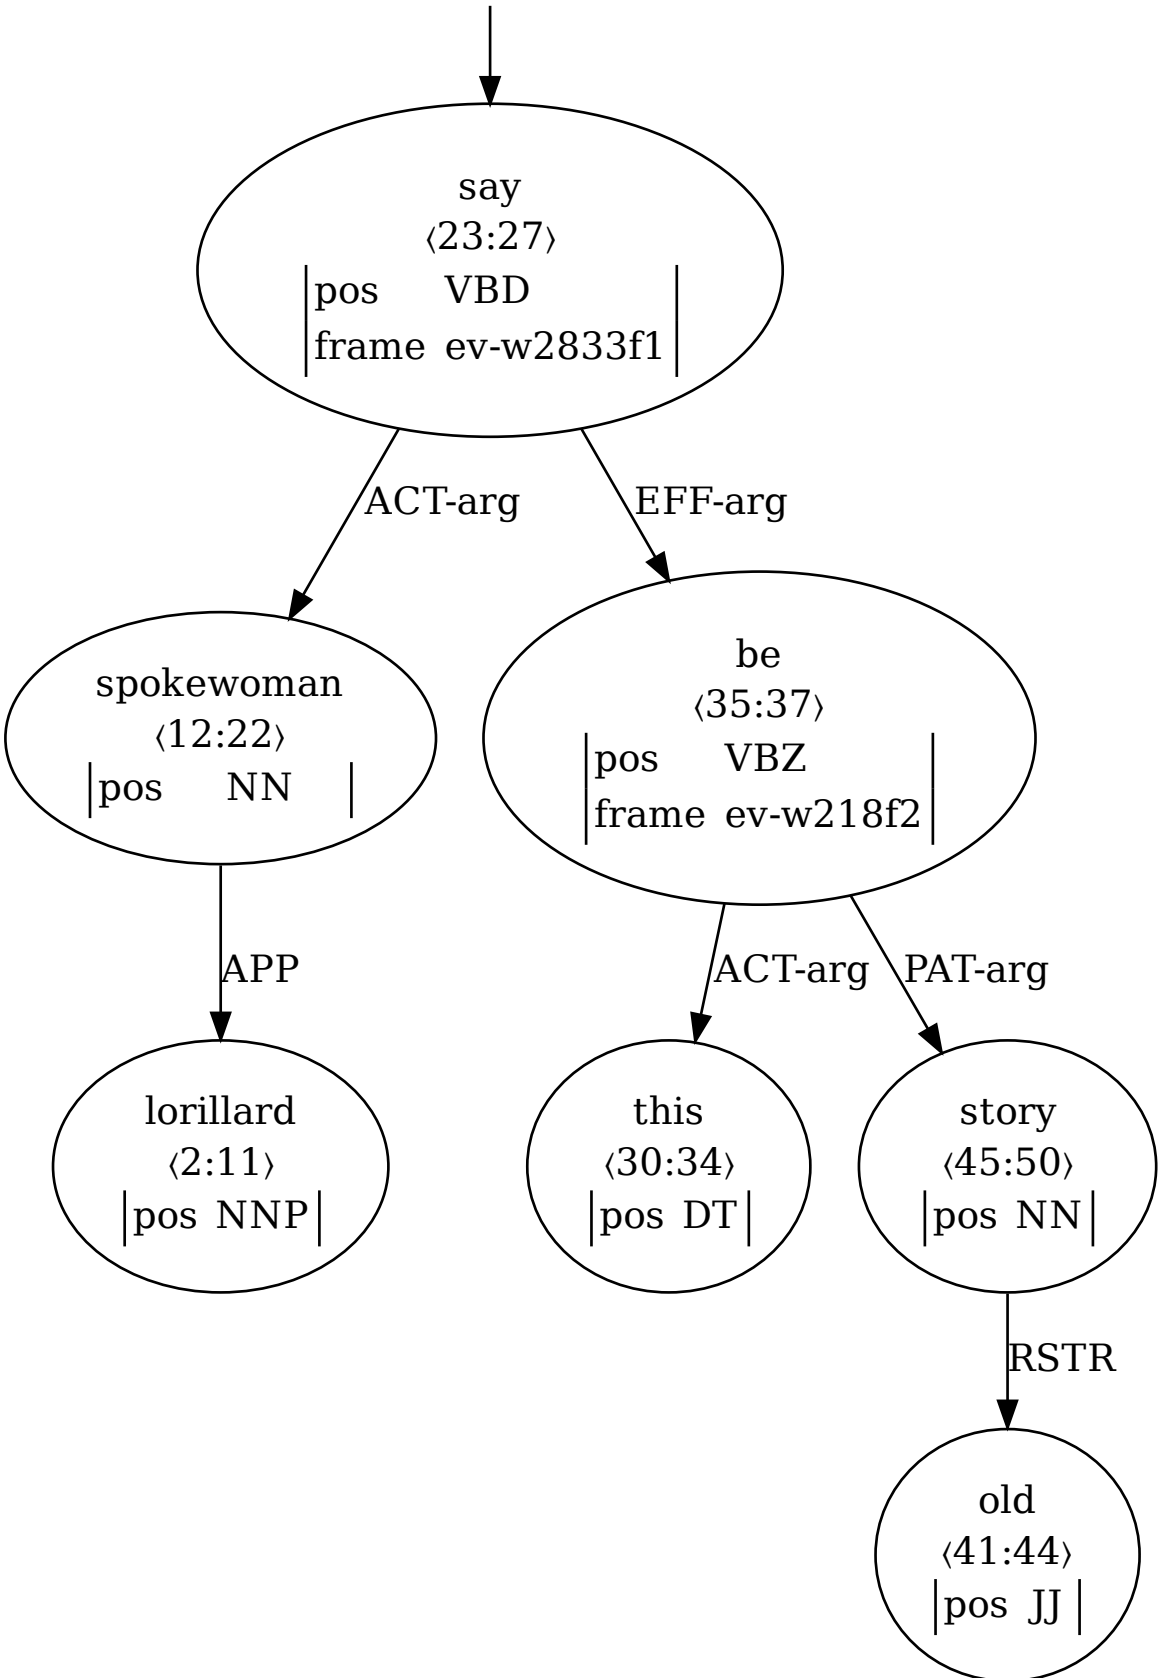 say
⟨23:27⟩
pos VBD
frame ev-w2833f1
ACT-arg
EFF-arg
spokewoman
⟨12:22⟩
pos NN
be
⟨35:37⟩
pos VBZ
frame ev-w218f2
APP
ACT-arg
PAT-arg
lorillard
⟨2:11⟩
pos NNP
this
⟨30:34⟩
pos DT
story
⟨45:50⟩
pos NN
RSTR
old
⟨41:44⟩
pos JJ